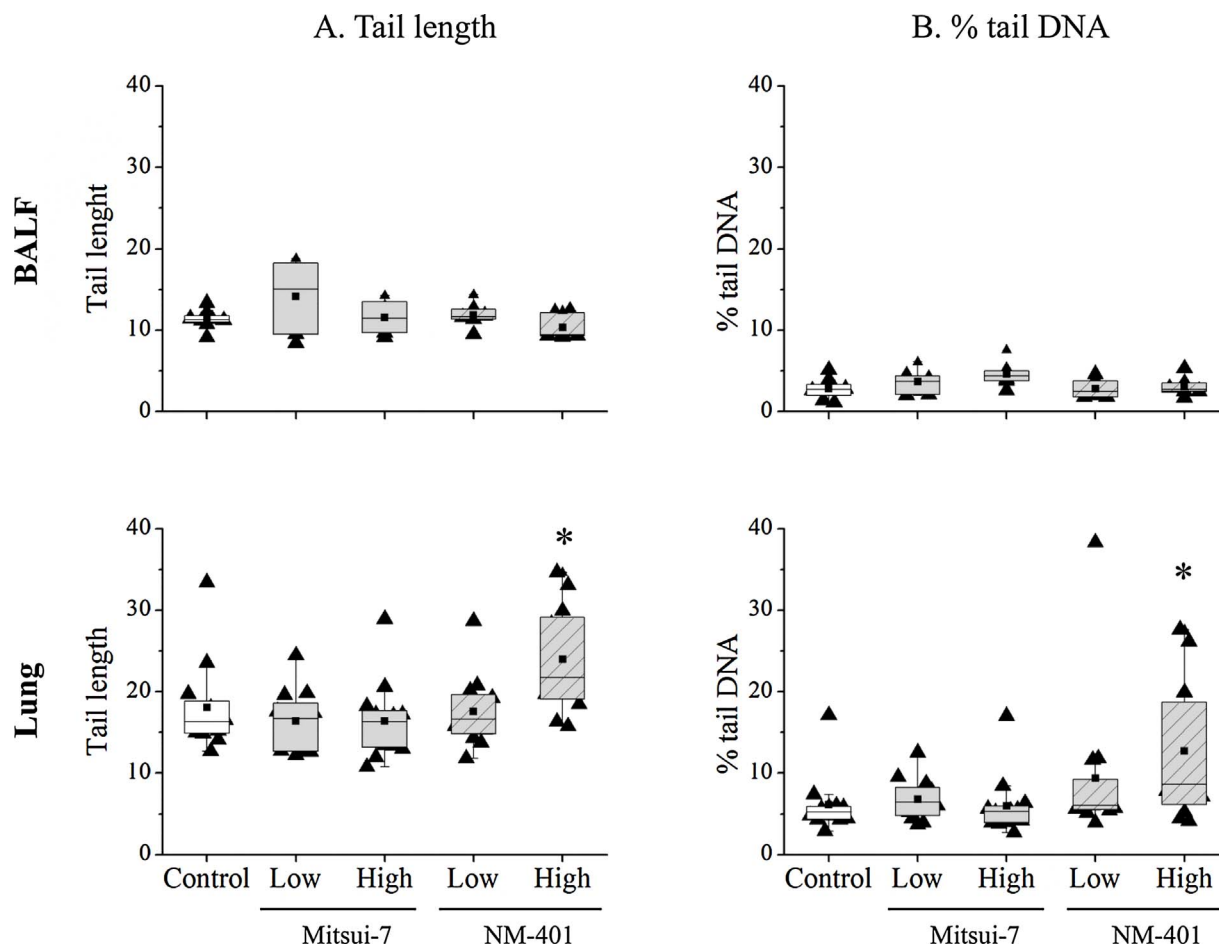 A. Tail length
B. % tail DNA
BALF
Tail lenght
40
30
20
10
0
% tail DNA
40
30
20
10
0
Lung
Tail length
40
30
20
10
0
*
Control Low High Low High
Mitsui-7 NM-401
% tail DNA
40
30
20
10
0
*
Control Low High Low High
Mitsui-7 NM-401